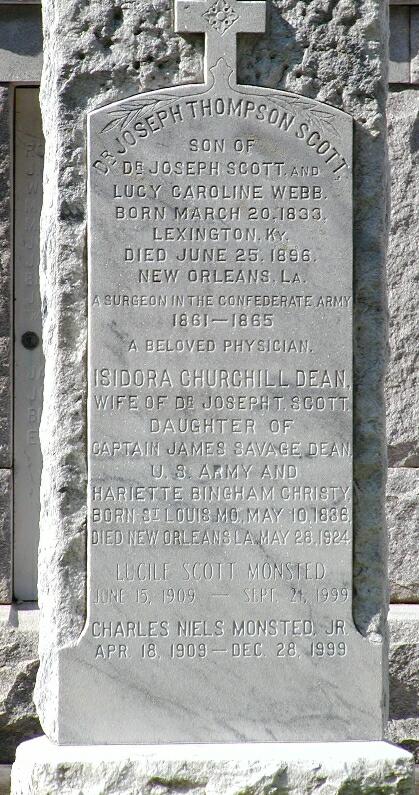 DR JOSEPH THOMPSON SCOTT.
SON OF
DR JOSEPH SCOTT. AND
LUCY CAROLINE WEBB.
BORN MARCH 20, 1833,
LEXINGTON, KY.
DIED JUNE 25, 1896,
NEW ORLEANS, LA.
A SURGEON IN THE CONFEDERATE ARMY
1861—1865
A BELOVED PHYSICIAN.
ISIDORA CHURCHILL DEAN,
WIFE OF DR JOSEPH T. SCOTT.
DAUGHTER OF
CAPTAIN JAMES SAVAGE DEAN
U. S. ARMY AND
HARIETTE BINGHAM CHRISTY
BORN ST LOUIS, MO, MAY 10,
DIED NEW ORLEANS LA, MAY 28, 1924
LUCILE SCOTT MONSTED
JUNE 15, 1909 — SEPT. 21, 1999
CHARLES NIELS MONSTED, JR.
APR 18, 1909 — DEC 28, 1999